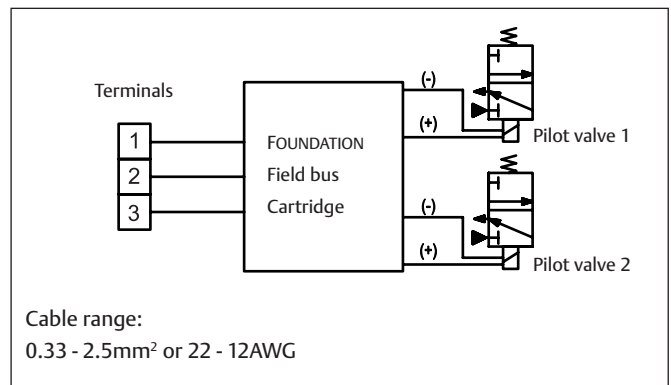 Terminals
1
2
3
FOUNDATION
Field bus
Cartridge
(-)
(+)
Pilot valve 1
(-)
(+)
Pilot valve 2
Cable range:
0.33 - 2.5mm² or 22 - 12AWG